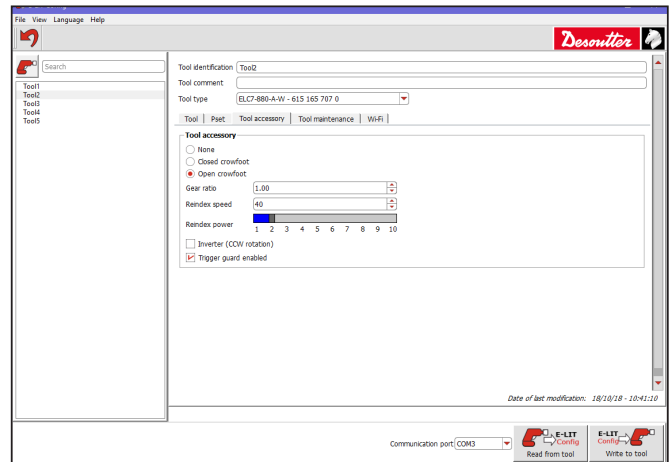 File View Language Help
Desoutter
Search
Tool1
Tool2
Tool3
Tool4
Tool5
Tool identification Tool2
Tool comment
Tool type ELC7-880-A-W - 615 165 707 0
Tool Pset Tool accessory Tool maintenance Wi-Fi
Tool accessory
None
Closed crowfoot
Open crowfoot
Gear ratio 1.00
Reindex speed 40
Reindex power
1 2 3 4 5 6 7 8 9 10
Inverter (CCW rotation)
Trigger guard enabled
Date of last modification: 18/10/18 - 10:41:10
Communication port COM3
E-LIT
Config
Read from tool
E-LIT
Config
Write to tool